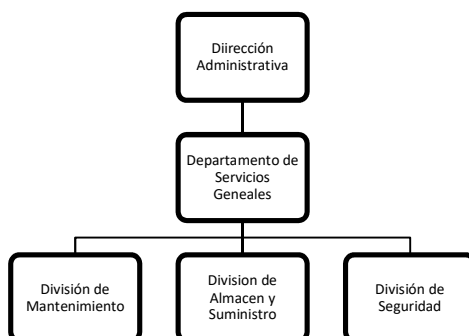 Diirección
Administrativa
Departamento de
Servicios
Geneales
División de
Mantenimiento
Division de
Almacen y
Suministro
División de
Seguridad